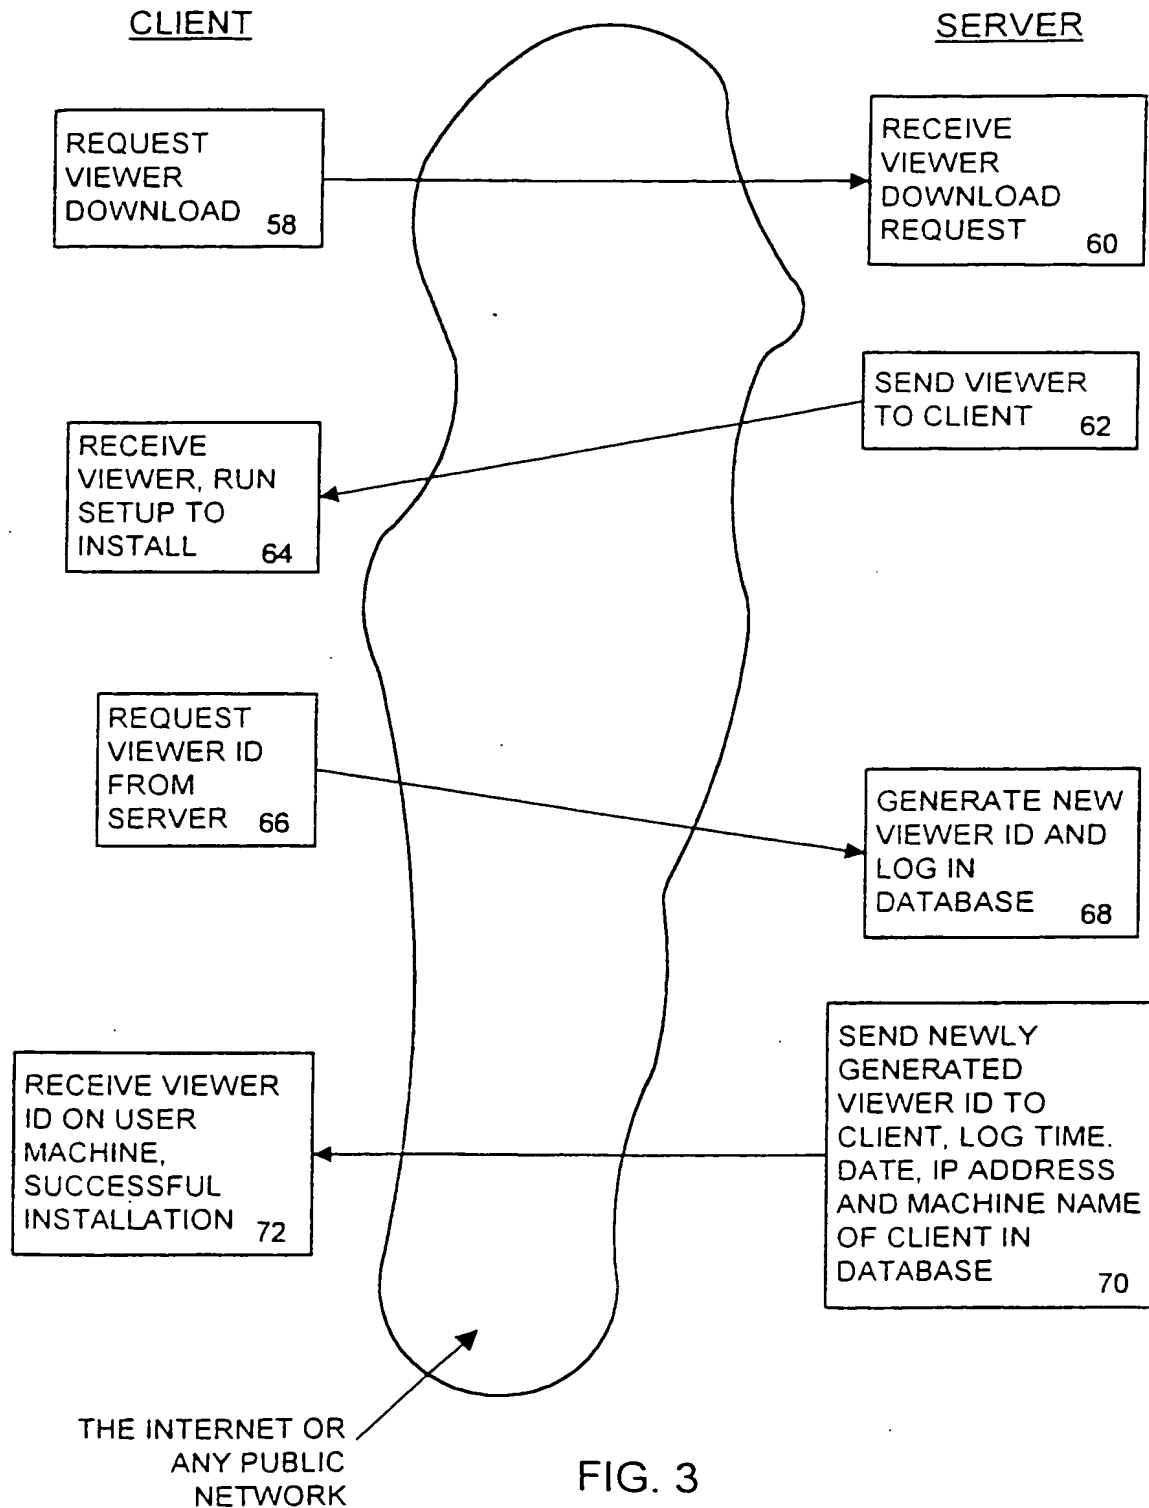 CLIENT
SERVER
REQUEST
VIEWER
DOWNLOAD 58
RECEIVE
VIEWER
DOWNLOAD
REQUEST 60
SEND VIEWER
TO CLIENT 62
RECEIVE
VIEWER, RUN
SETUP TO
INSTALL 64
REQUEST
VIEWER ID
FROM
SERVER 66
GENERATE NEW
VIEWER ID AND
LOG IN
DATABASE 68
SEND NEWLY
GENERATED
VIEWER ID TO
CLIENT, LOG TIME.
DATE, IP ADDRESS
AND MACHINE NAME
OF CLIENT IN
DATABASE 70
RECEIVE VIEWER
ID ON USER
MACHINE,
SUCCESSFUL
INSTALLATION 72
THE INTERNET OR
ANY PUBLIC
NETWORK
FIG. 3